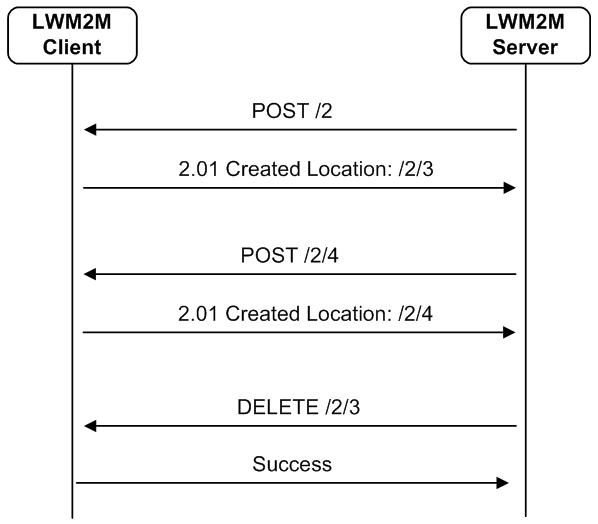 LWM2M
Client
LWM2M
Server
POST /2
2.01 Created Location: /2/3
POST /2/4
2.01 Created Location: /2/4
DELETE /2/3
Success